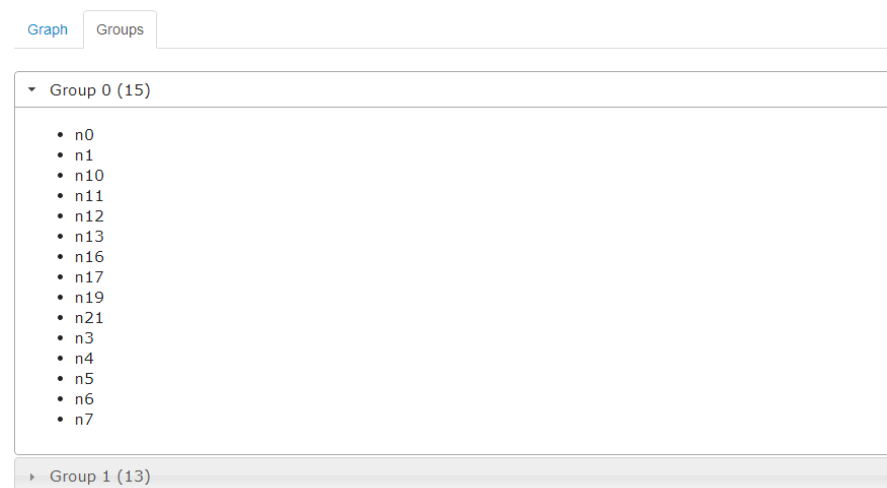 Graph Groups
Group 0 (15)
n0
n1
n10
n11
n12
n13
n16
n17
n19
n21
n3
n4
n5
n6
n7
Group 1 (13)